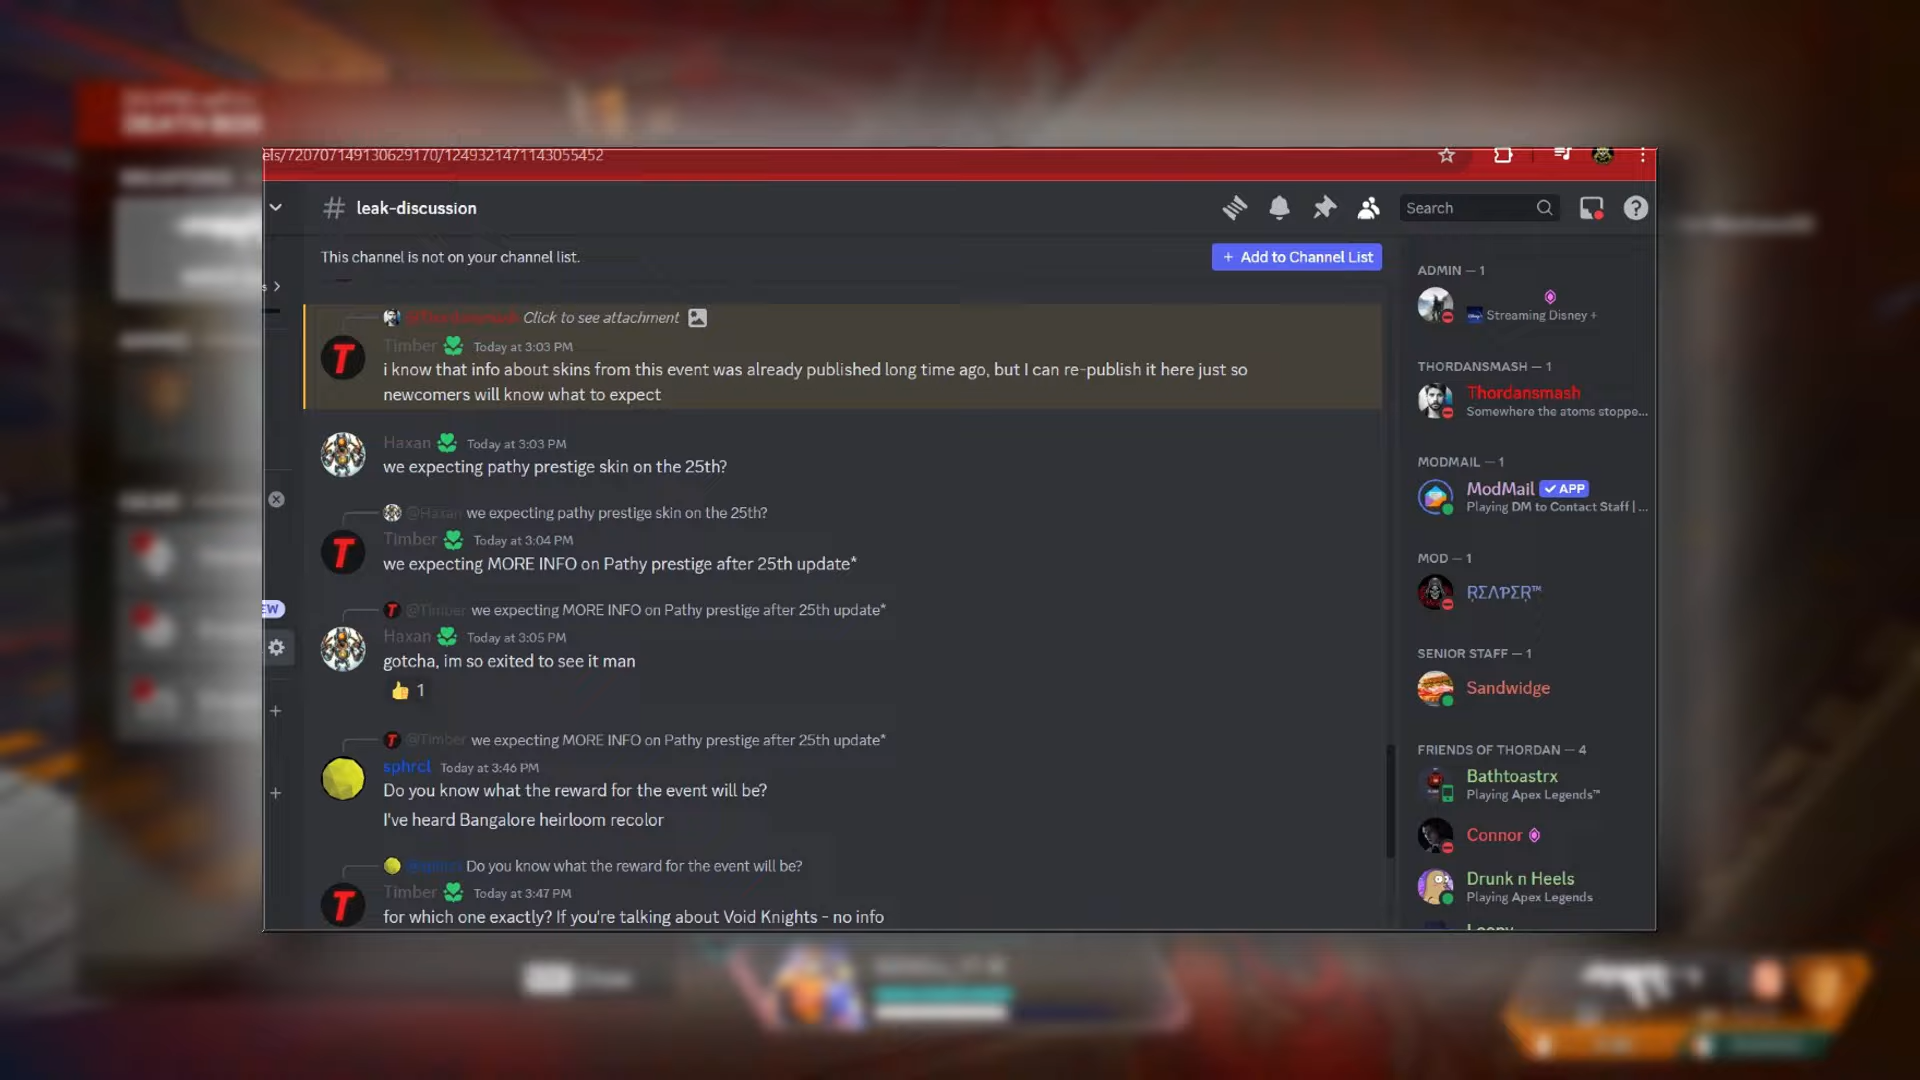 els/720707149130629170/1249321471143055452
leak-discussion
Search
This channel is not on your channel list.
+ Add to Channel List
@Thordansmash Click to see attachment
Timber Today at 3:03 PM
i know that info about skins from this event was already published long time ago, but I can re-publish it here just so
newcomers will know what to expect
Haxan Today at 3:03 PM
we expecting pathy prestige skin on the 25th?
@Haxan we expecting pathy prestige skin on the 25th?
Timber Today at 3:04 PM
we expecting MORE INFO on Pathy prestige after 25th update*
EW
@Timber we expecting MORE INFO on Pathy prestige after 25th update*
Haxan Today at 3:05 PM
gotcha, im so exited to see it man
1
@Timber we expecting MORE INFO on Pathy prestige after 25th update*
sphrcl Today at 3:46 PM
Do you know what the reward for the event will be?
I've heard Bangalore heirloom recolor
Do you know what the reward for the event will be?
Timber Today at 3:47 PM
for which one exactly? If you're talking about Void Knights - no info
ADMIN — 1
Streaming Disney +
THORDANSMASH — 1
Thordansmash
Somewhere the atoms stoppe...
MODMAIL — 1
ModMail APP
Playing DM to Contact Staff | ...
MOD — 1
ṚΣΛƤΣṚ™
SENIOR STAFF — 1
Sandwidge
FRIENDS OF THORDAN — 4
Bathtoastrx
Playing Apex Legends™
Connor
Drunk n Heels
Playing Apex Legends
DEATH BOX